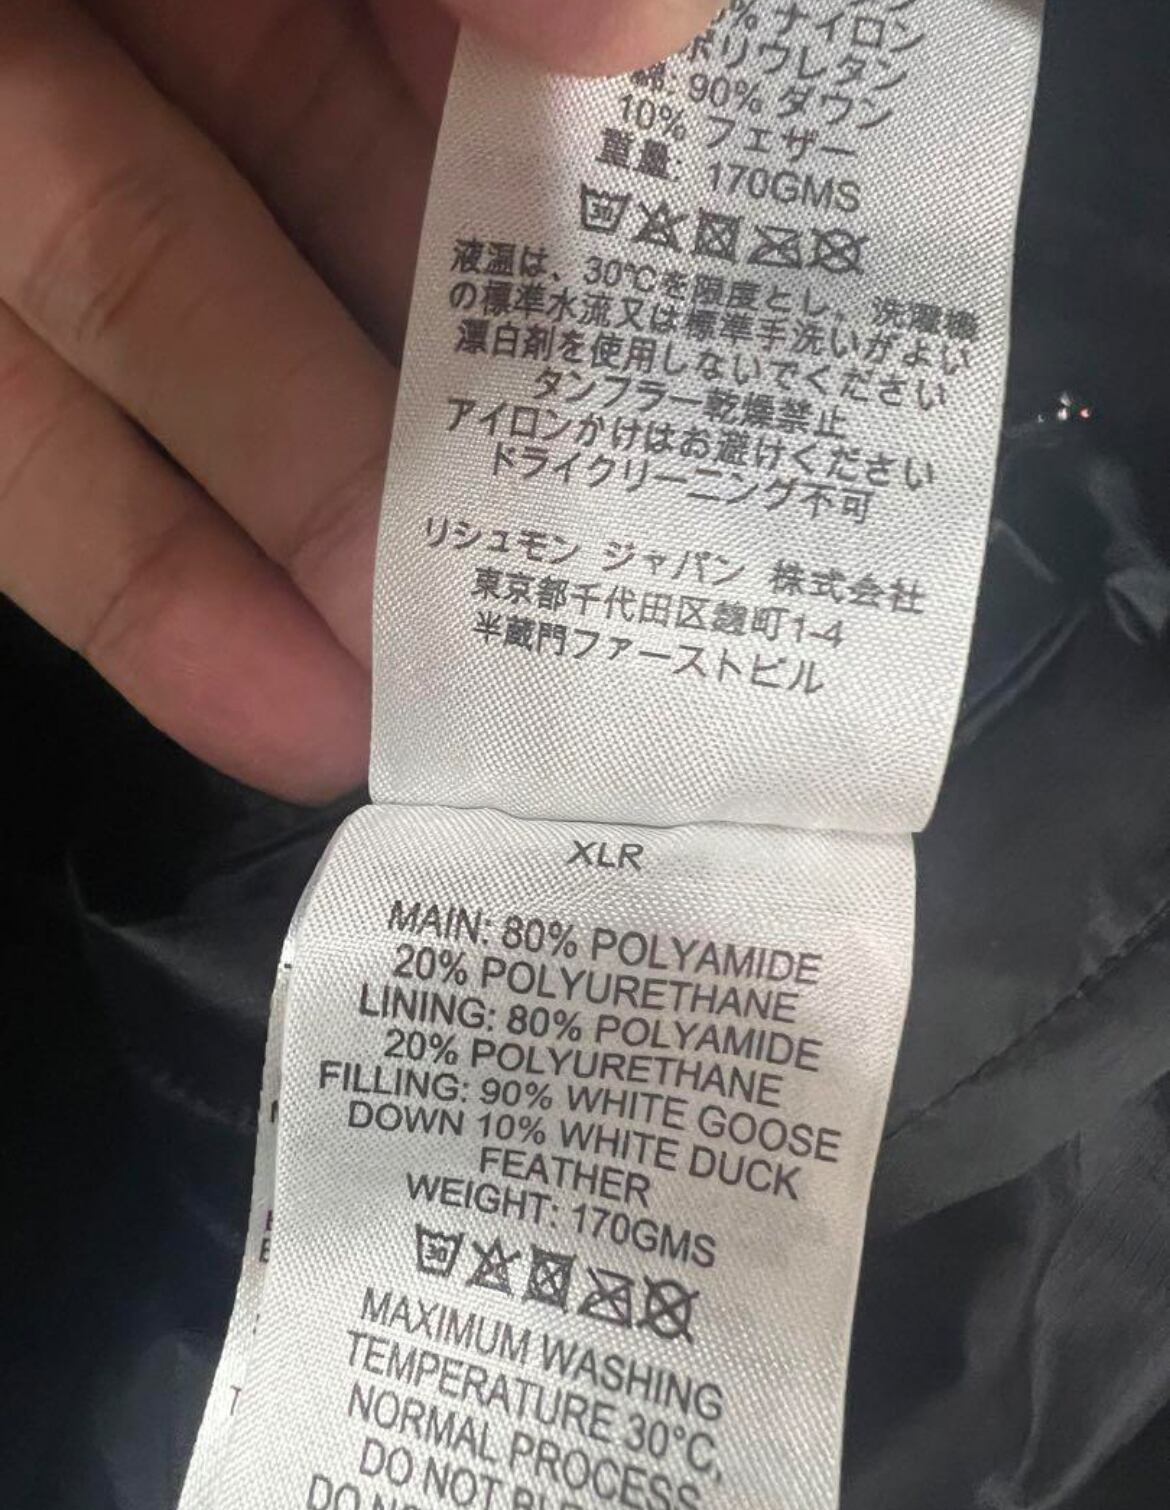 % ナイロン
ポリウレタン
綿: 90% ダウン
10% フェザー
重量: 170GMS
30
液温は、30℃を限度とし、洗濯機
の標準水流又は標準手洗いがよい
漂白剤を使用しないでください
タンブラー乾燥禁止
アイロンかけはお避けください
ドライクリーニング不可
リシュモン ジャパン 株式会社
東京都千代田区麹町1-4
半蔵門ファーストビル
XLR
MAIN: 80% POLYAMIDE
20% POLYURETHANE
LINING: 80% POLYAMIDE
20% POLYURETHANE
FILLING: 90% WHITE GOOSE
DOWN 10% WHITE DUCK
FEATHER
WEIGHT: 170GMS
30
MAXIMUM WASHING
TEMPERATURE 30°C,
NORMAL PROCESS,
DO NOT